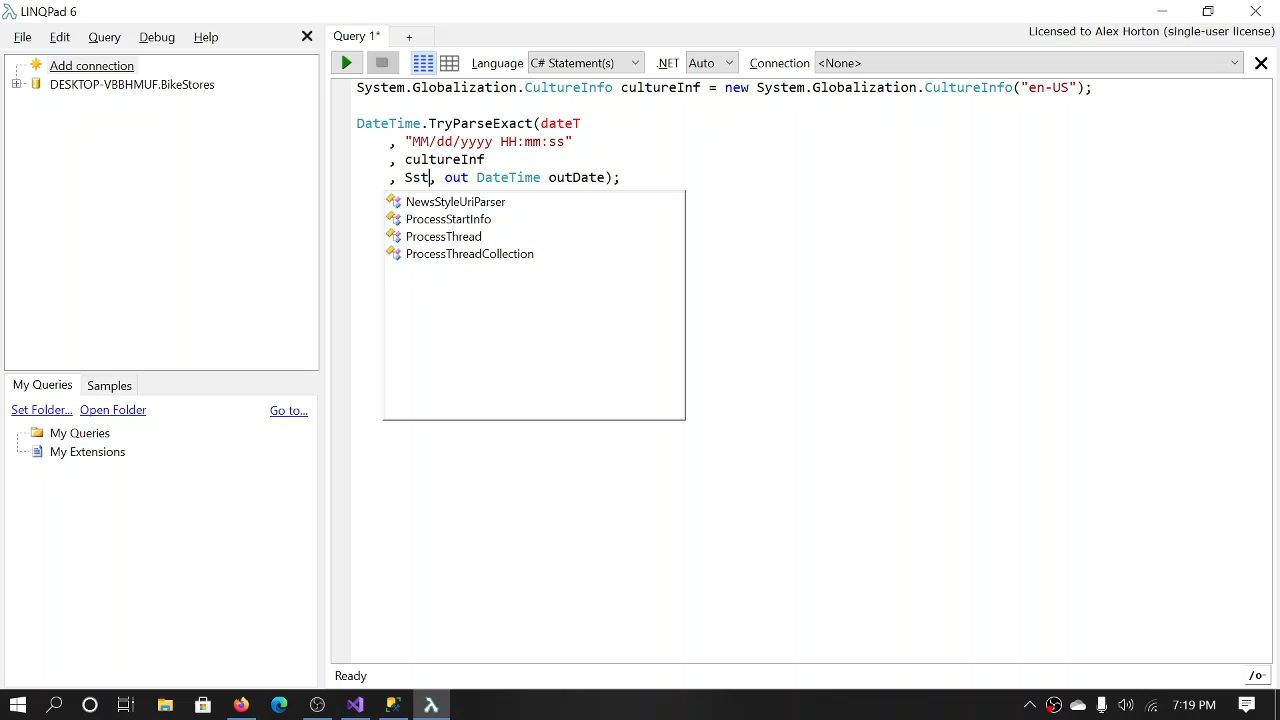 LINQPad 6
File Edit Query Debug Help
Add connection
DESKTOP-VBBHMUF.BikeStores
My Queries Samples
Set Folder... Open Folder Go to...
My Queries
My Extensions
Query 1* +
Licensed to Alex Horton (single-user license)
Language C# Statement(s) .NET Auto Connection <None>
System.Globalization.CultureInfo cultureInf = new System.Globalization.CultureInfo("en-US");
DateTime.TryParseExact(dateT
, "MM/dd/yyyy HH:mm:ss"
, cultureInf
, Sst, out DateTime outDate);
NewsStyleUriParser
ProcessStartInfo
ProcessThread
ProcessThreadCollection
Ready /o-
7:19 PM